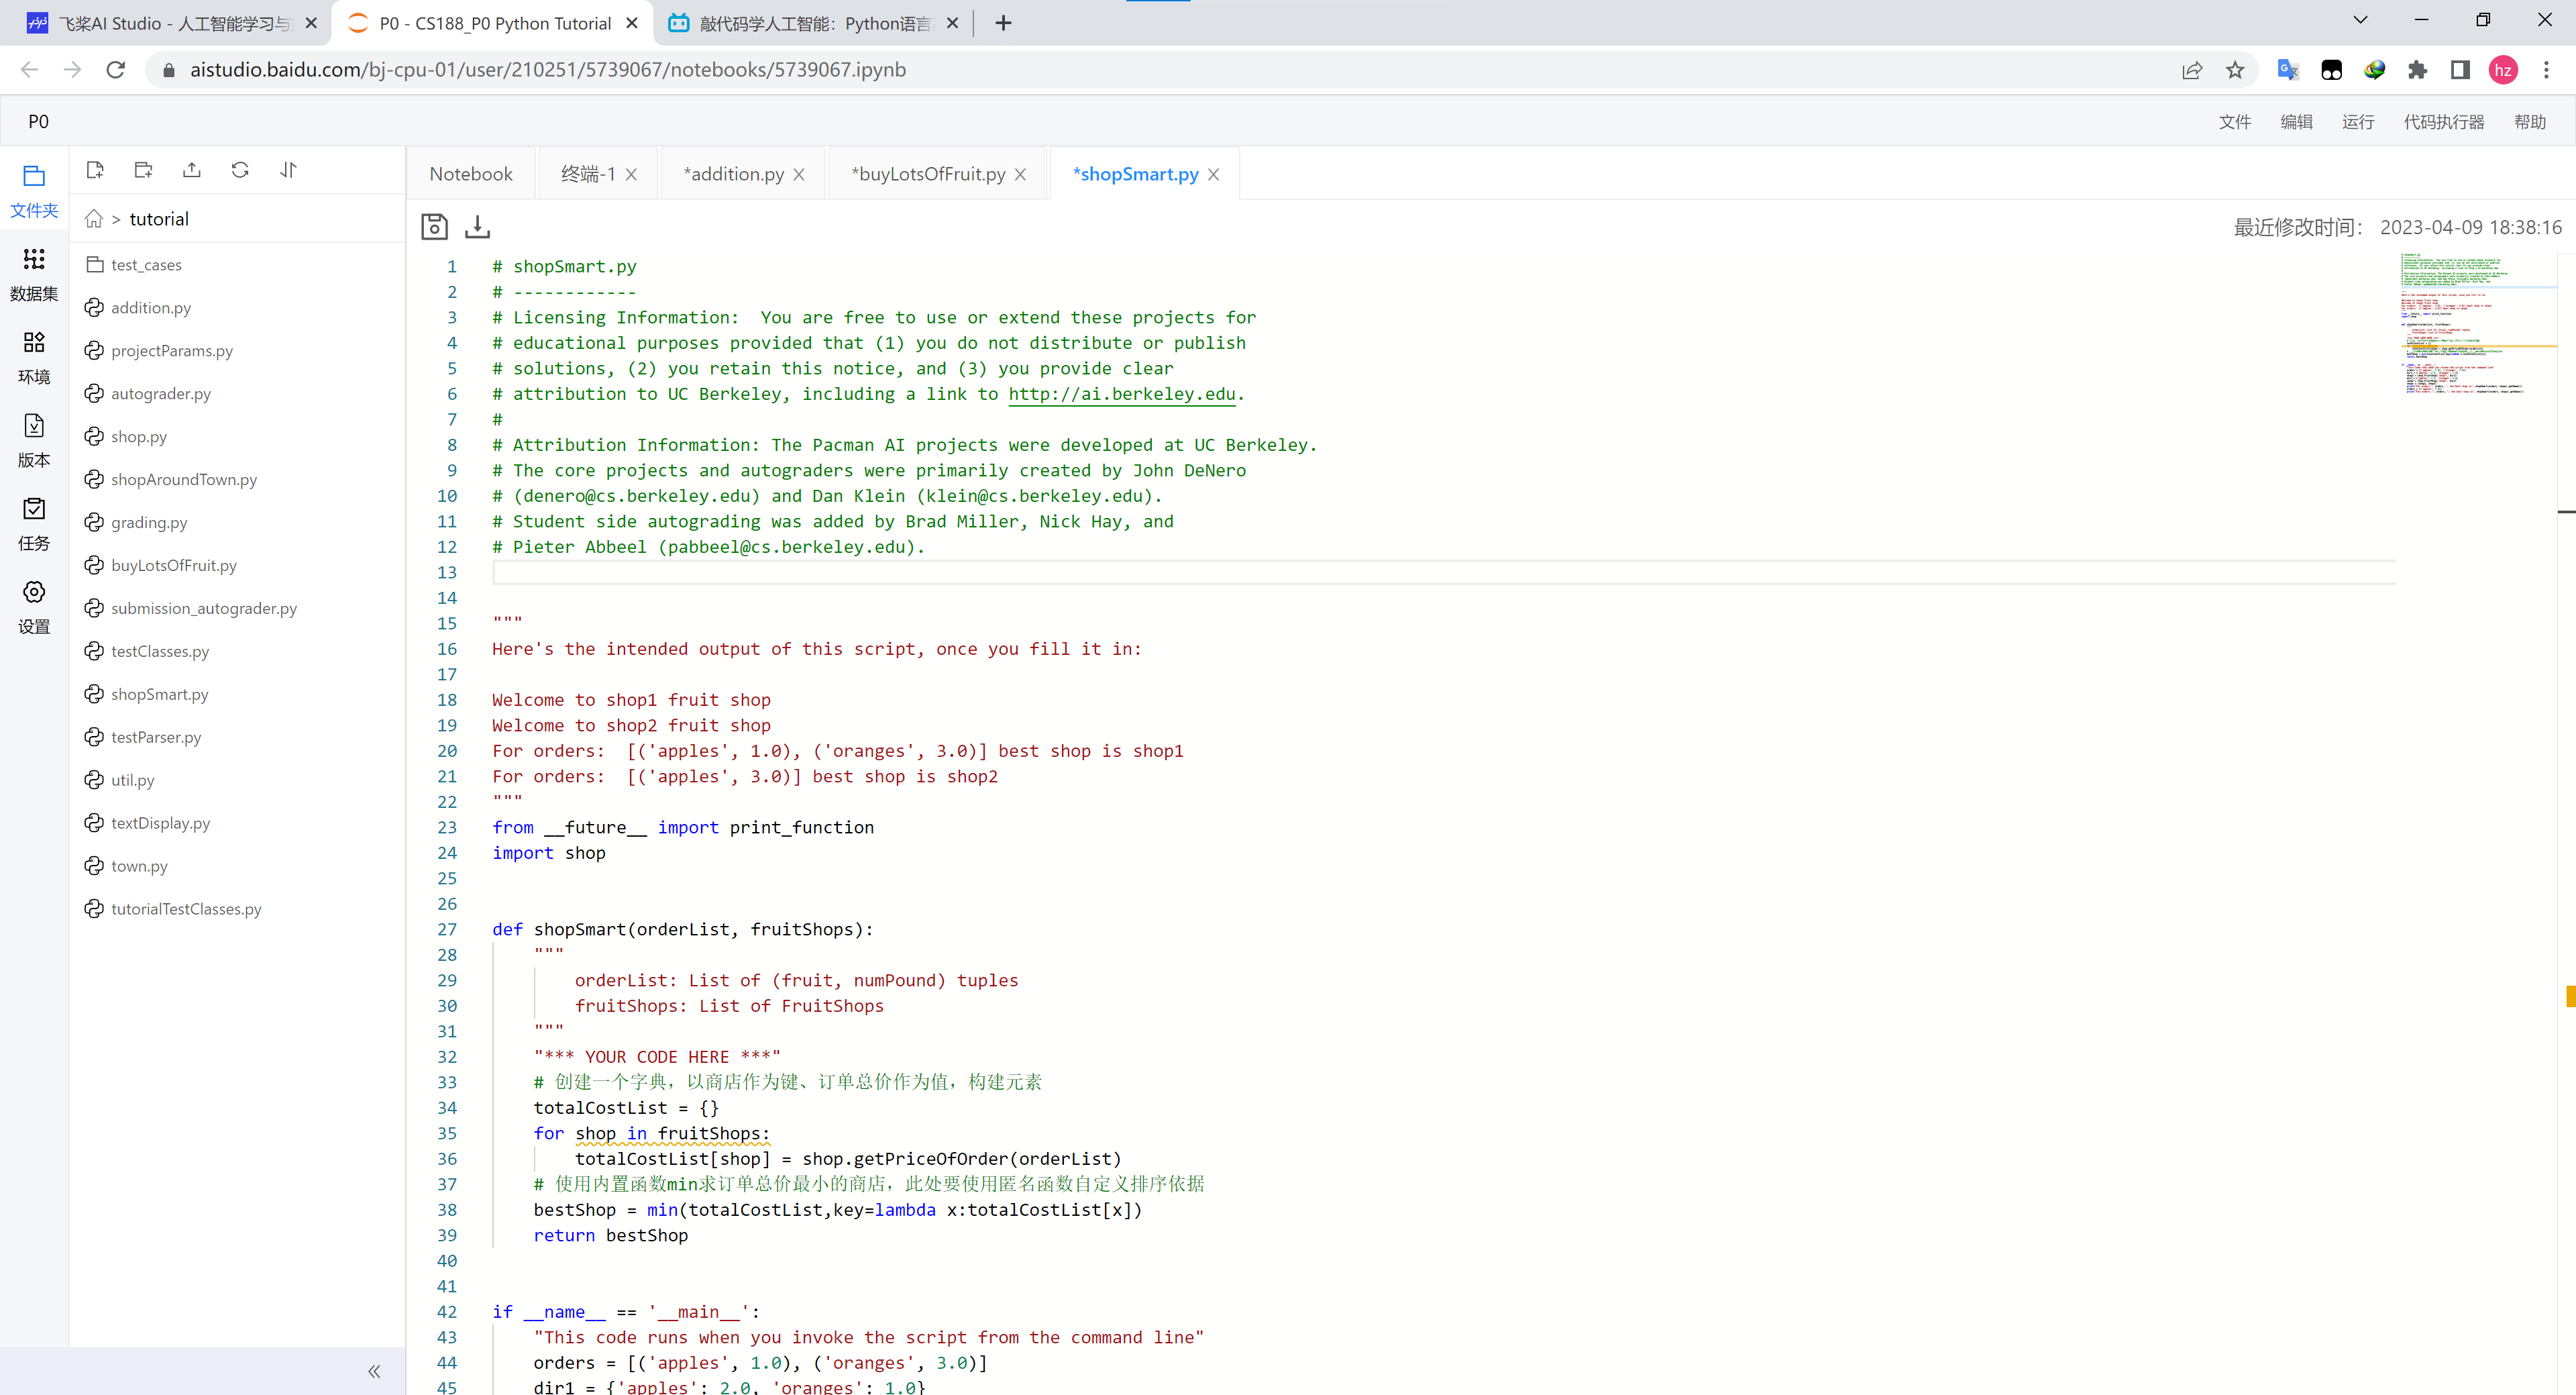 飞桨AI Studio - 人工智能学习与
P0 - CS188_P0 Python Tutorial
敲代码学人工智能：Python语言
aistudio.baidu.com/bj-cpu-01/user/210251/5739067/notebooks/5739067.ipynb
hz
P0
文件 编辑 运行 代码执行器 帮助
文件夹
数据集
环境
版本
任务
设置
> tutorial
test_cases
addition.py
projectParams.py
autograder.py
shop.py
shopAroundTown.py
grading.py
buyLotsOfFruit.py
submission_autograder.py
testClasses.py
shopSmart.py
testParser.py
util.py
textDisplay.py
town.py
tutorialTestClasses.py
Notebook 终端-1 *addition.py *buyLotsOfFruit.py *shopSmart.py
最近修改时间： 2023-04-09 18:38:16
1 # shopSmart.py
2 # ------------
3 # Licensing Information:  You are free to use or extend these projects for
4 # educational purposes provided that (1) you do not distribute or publish
5 # solutions, (2) you retain this notice, and (3) you provide clear
6 # attribution to UC Berkeley, including a link to http://ai.berkeley.edu.
7 #
8 # Attribution Information: The Pacman AI projects were developed at UC Berkeley.
9 # The core projects and autograders were primarily created by John DeNero
10 # (denero@cs.berkeley.edu) and Dan Klein (klein@cs.berkeley.edu).
11 # Student side autograding was added by Brad Miller, Nick Hay, and
12 # Pieter Abbeel (pabbeel@cs.berkeley.edu).
13
14
15 """
16 Here's the intended output of this script, once you fill it in:
17
18 Welcome to shop1 fruit shop
19 Welcome to shop2 fruit shop
20 For orders:  [('apples', 1.0), ('oranges', 3.0)] best shop is shop1
21 For orders:  [('apples', 3.0)] best shop is shop2
22 """
23 from __future__ import print_function
24 import shop
25
26
27 def shopSmart(orderList, fruitShops):
28     """
29         orderList: List of (fruit, numPound) tuples
30         fruitShops: List of FruitShops
31     """
32     "*** YOUR CODE HERE ***"
33     # 创建一个字典，以商店作为键、订单总价作为值，构建元素
34     totalCostList = {}
35     for shop in fruitShops:
36         totalCostList[shop] = shop.getPriceOfOrder(orderList)
37     # 使用内置函数min求订单总价最小的商店，此处要使用匿名函数自定义排序依据
38     bestShop = min(totalCostList,key=lambda x:totalCostList[x])
39     return bestShop
40
41
42 if __name__ == '__main__':
43     "This code runs when you invoke the script from the command line"
44     orders = [('apples', 1.0), ('oranges', 3.0)]
45     dir1 = {'apples': 2.0, 'oranges': 1.0}